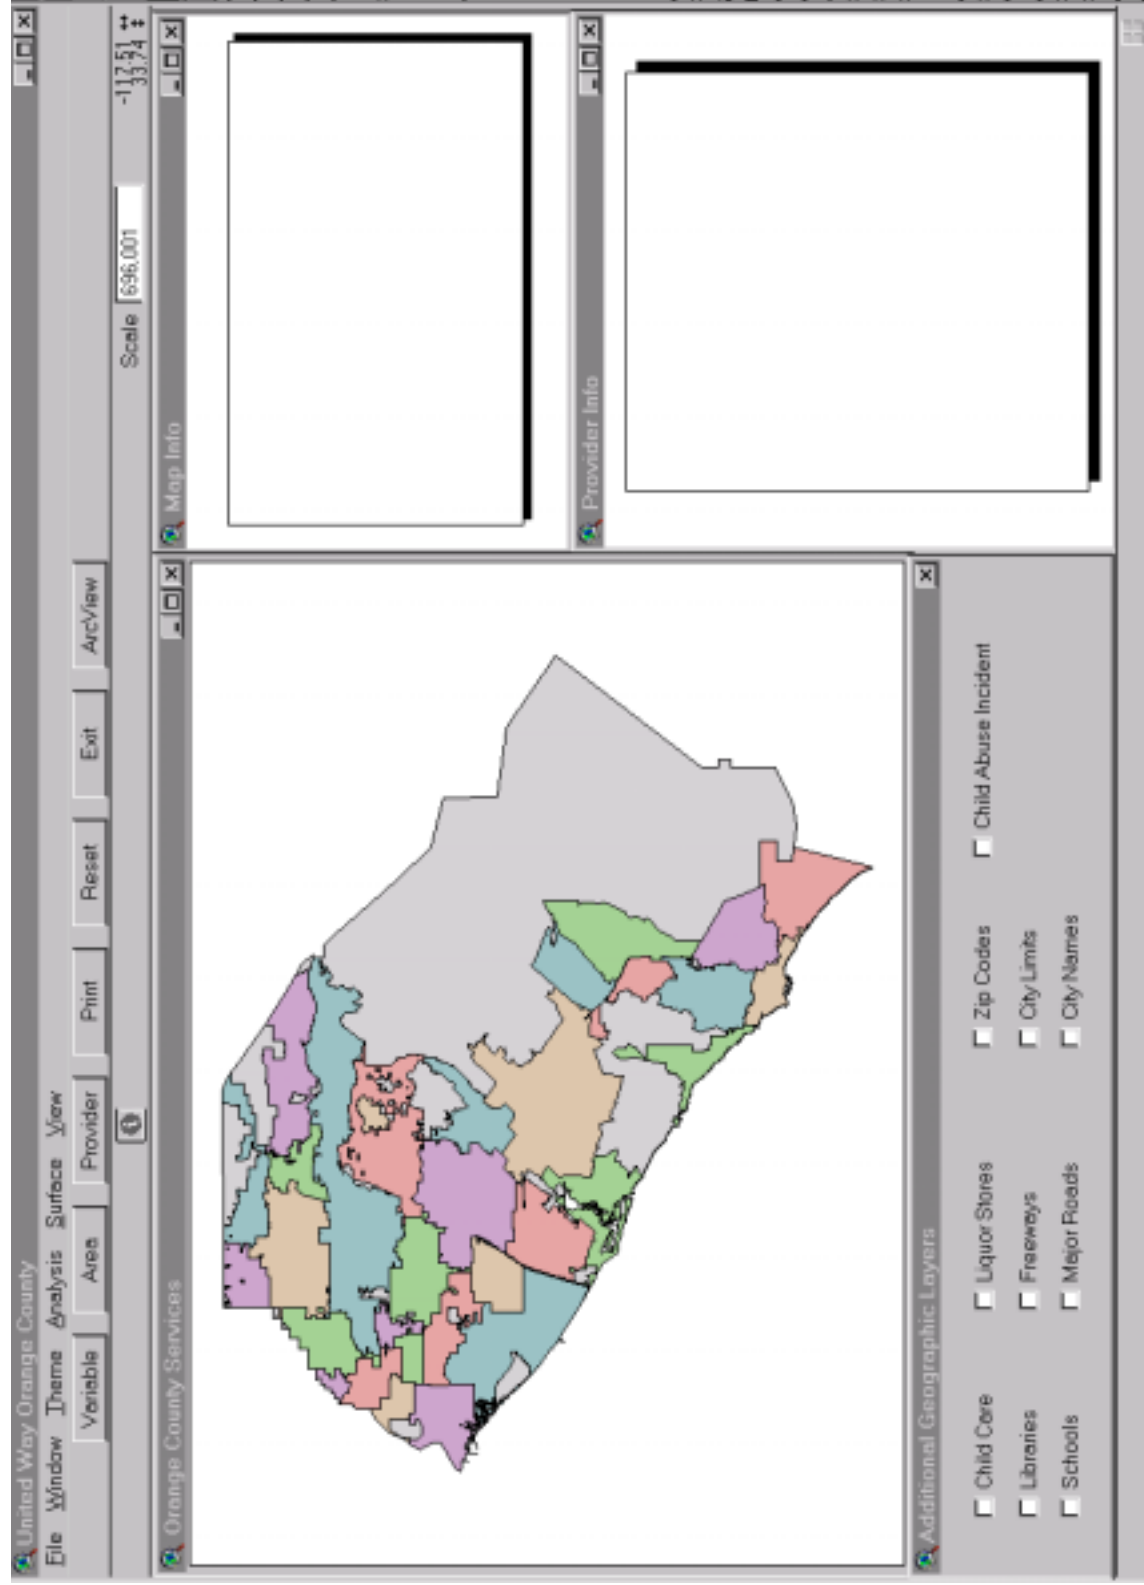 United Way Orange County
File Window Theme Analysis Surface View
Variable Area Provider Print Reset Exit ArcView
Scale 696,001
-117.51
33.74
Orange County Services
Map Info
Provider Info
Additional Geographic Layers
Child Care Liquor Stores Zip Codes Child Abuse Incident
Libraries Freeways City Limits
Schools Major Roads City Names